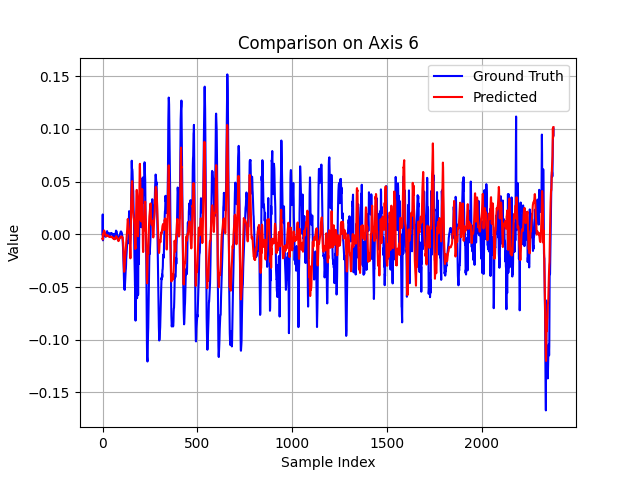 Comparison on Axis 6
Ground Truth
Predicted
0.15
0.10
0.05
0.00
−0.05
−0.10
−0.15
Value
0
500
1000
1500
2000
Sample Index